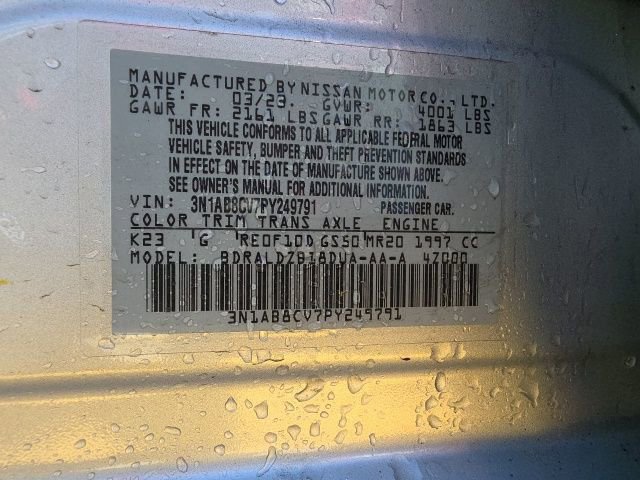 MANUFACTURED BY NISSAN MOTOR CO., LTD.
DATE: 03/23 GVWR: 4001 LBS
GAWR FR: 2161 LBS GAWR RR: 1863 LBS
THIS VEHICLE CONFORMS TO ALL APPLICABLE FEDERAL MOTOR
VEHICLE SAFETY, BUMPER AND THEFT PREVENTION STANDARDS
IN EFFECT ON THE DATE OF MANUFACTURE SHOWN ABOVE.
SEE OWNER'S MANUAL FOR ADDITIONAL INFORMATION.
VIN: 3N1AB8CV7PY249791 PASSENGER CAR.
COLOR TRIM TRANS AXLE ENGINE
K23 'G 'RE0F10D GS50'MR20 1997 CC
MODEL: BDRALDZB18DUA-AA-A 47000
3N1AB8CV7PY249791